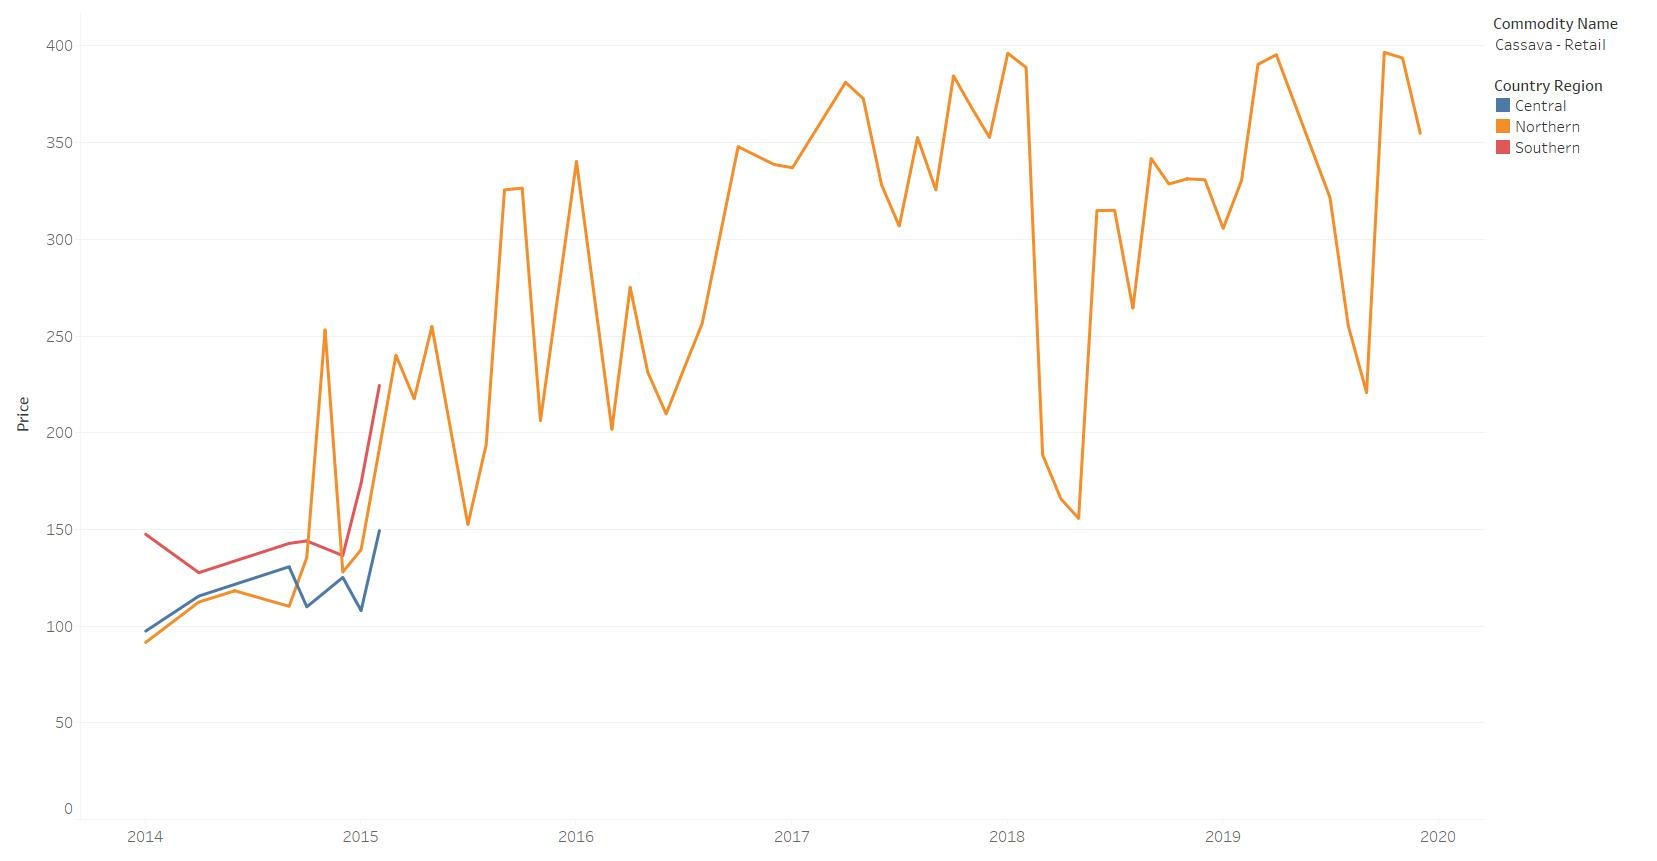 Commodity Name
Cassava - Retail
Country Region
Central
Northern
Southern
Price
400
350
300
250
200
150
100
50
0
2014 2015 2016 2017 2018 2019 2020